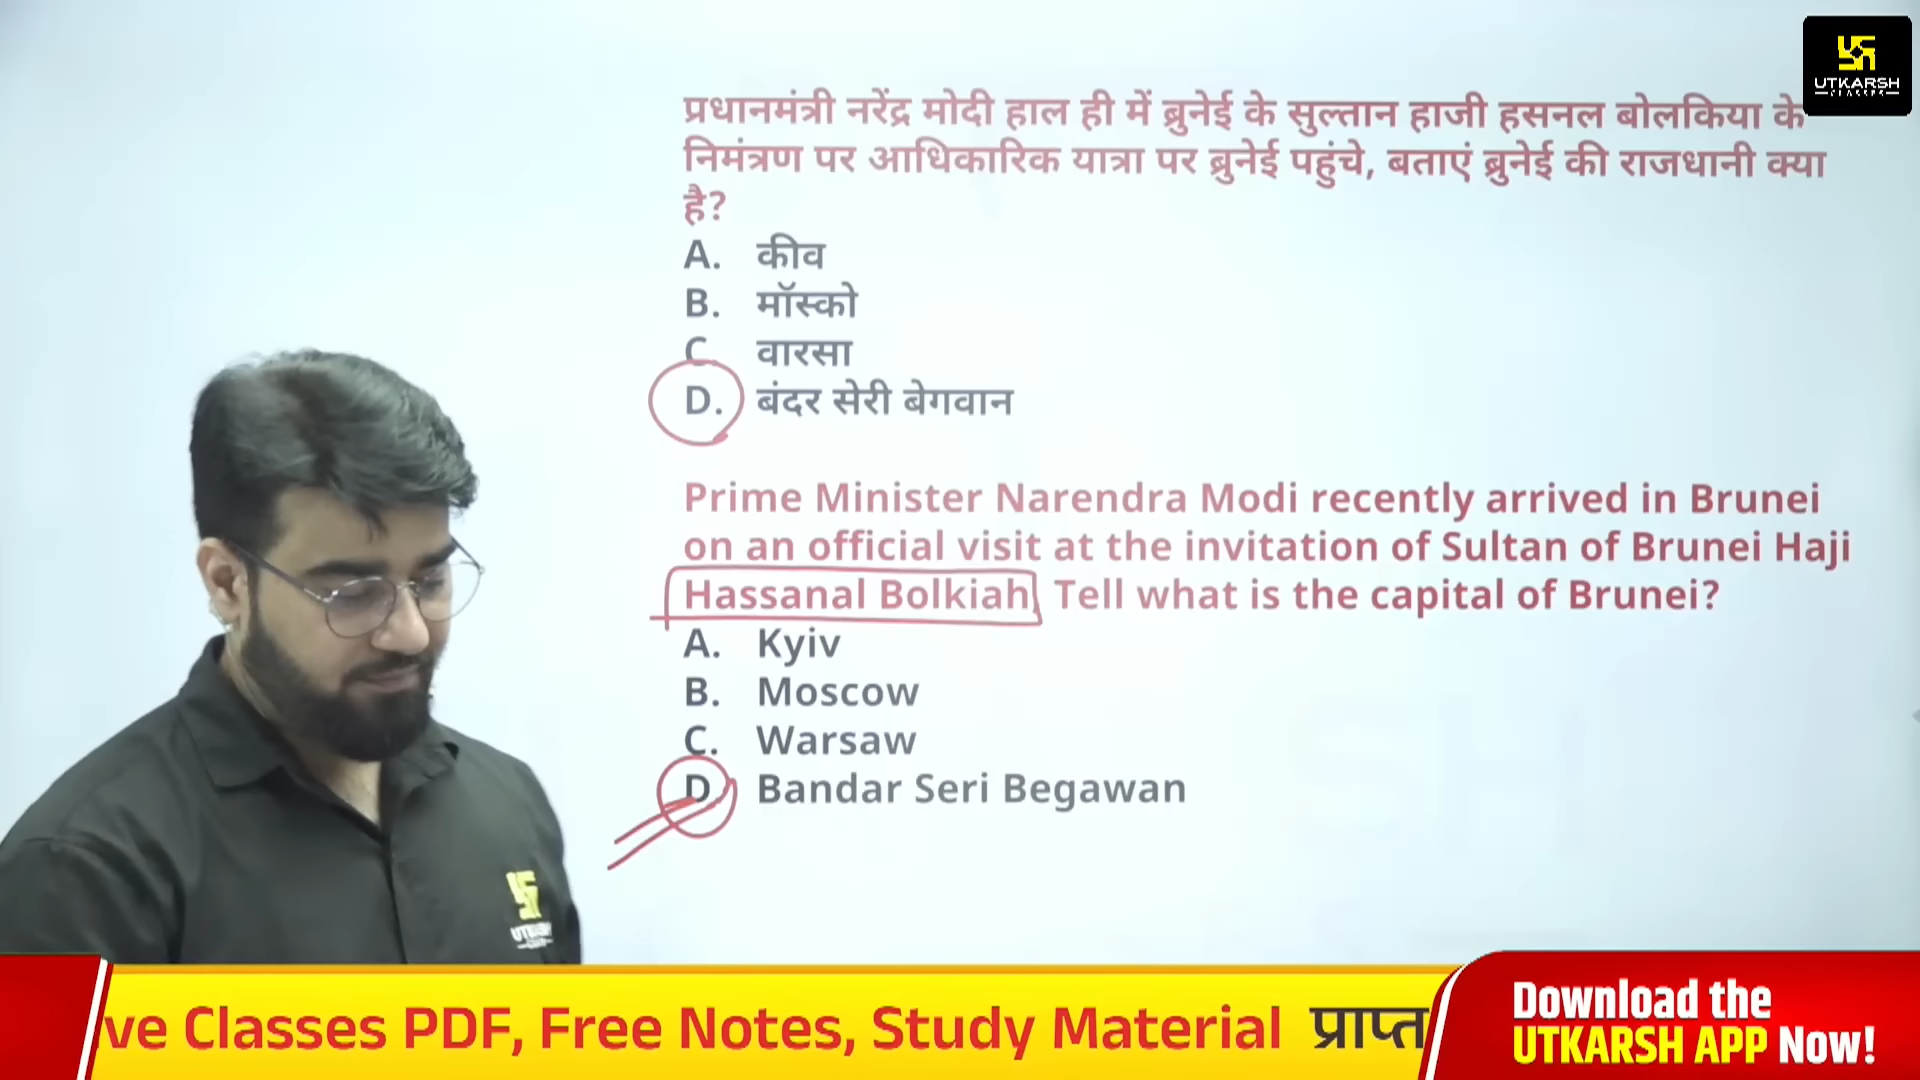 UTKARSH
CLASSES
प्रधानमंत्री नरेंद्र मोदी हाल ही में ब्रुनेई के सुल्तान हाजी हसनल बोलकिया के
निमंत्रण पर आधिकारिक यात्रा पर ब्रुनेई पहुंचे, बताएं ब्रुनेई की राजधानी क्या
है?
A. कीव
B. मॉस्को
C. वारसा
D. बंदर सेरी बेगवान
Prime Minister Narendra Modi recently arrived in Brunei
on an official visit at the invitation of Sultan of Brunei Haji
Hassanal Bolkiah, Tell what is the capital of Brunei?
A. Kyiv
B. Moscow
C. Warsaw
D Bandar Seri Begawan
UTKARSH
ve Classes PDF, Free Notes, Study Material प्राप्त
Download the
UTKARSH APP Now!